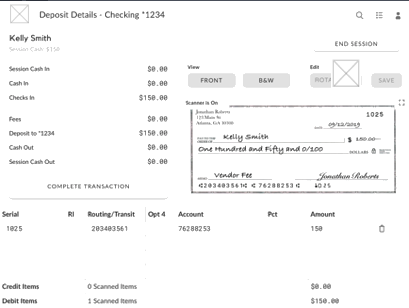 Deposit Details - Checking *1234
Kelly Smith
Session Cash: $150
END SESSION
Session Cash In $0.00
Cash In $0.00
Checks In $150.00
Fees $0.00
Deposit to *1234 $150.00
Cash Out $0.00
Session Cash Out $0.00
COMPLETE TRANSACTION
View Edit
FRONT B&W ROTA SAVE
Scanner is On
Jonathan Roberts
123 Main St
Atlanta, GA 30300
1025
09/12/2019
Kelly Smith $ 150.00
One Hundred and Fifty and 0/100 DOLLARS
Vendor Fee Jonathan Roberts
⑆203403561⑆ ⑆ 76288253 ⑆ 1025
Serial RI Routing/Transit Opt 4 Account Pct Amount
1025 203403561 76288253 150
Credit Items 0 Scanned Items $0.00
Debit Items 1 Scanned Items $150.00